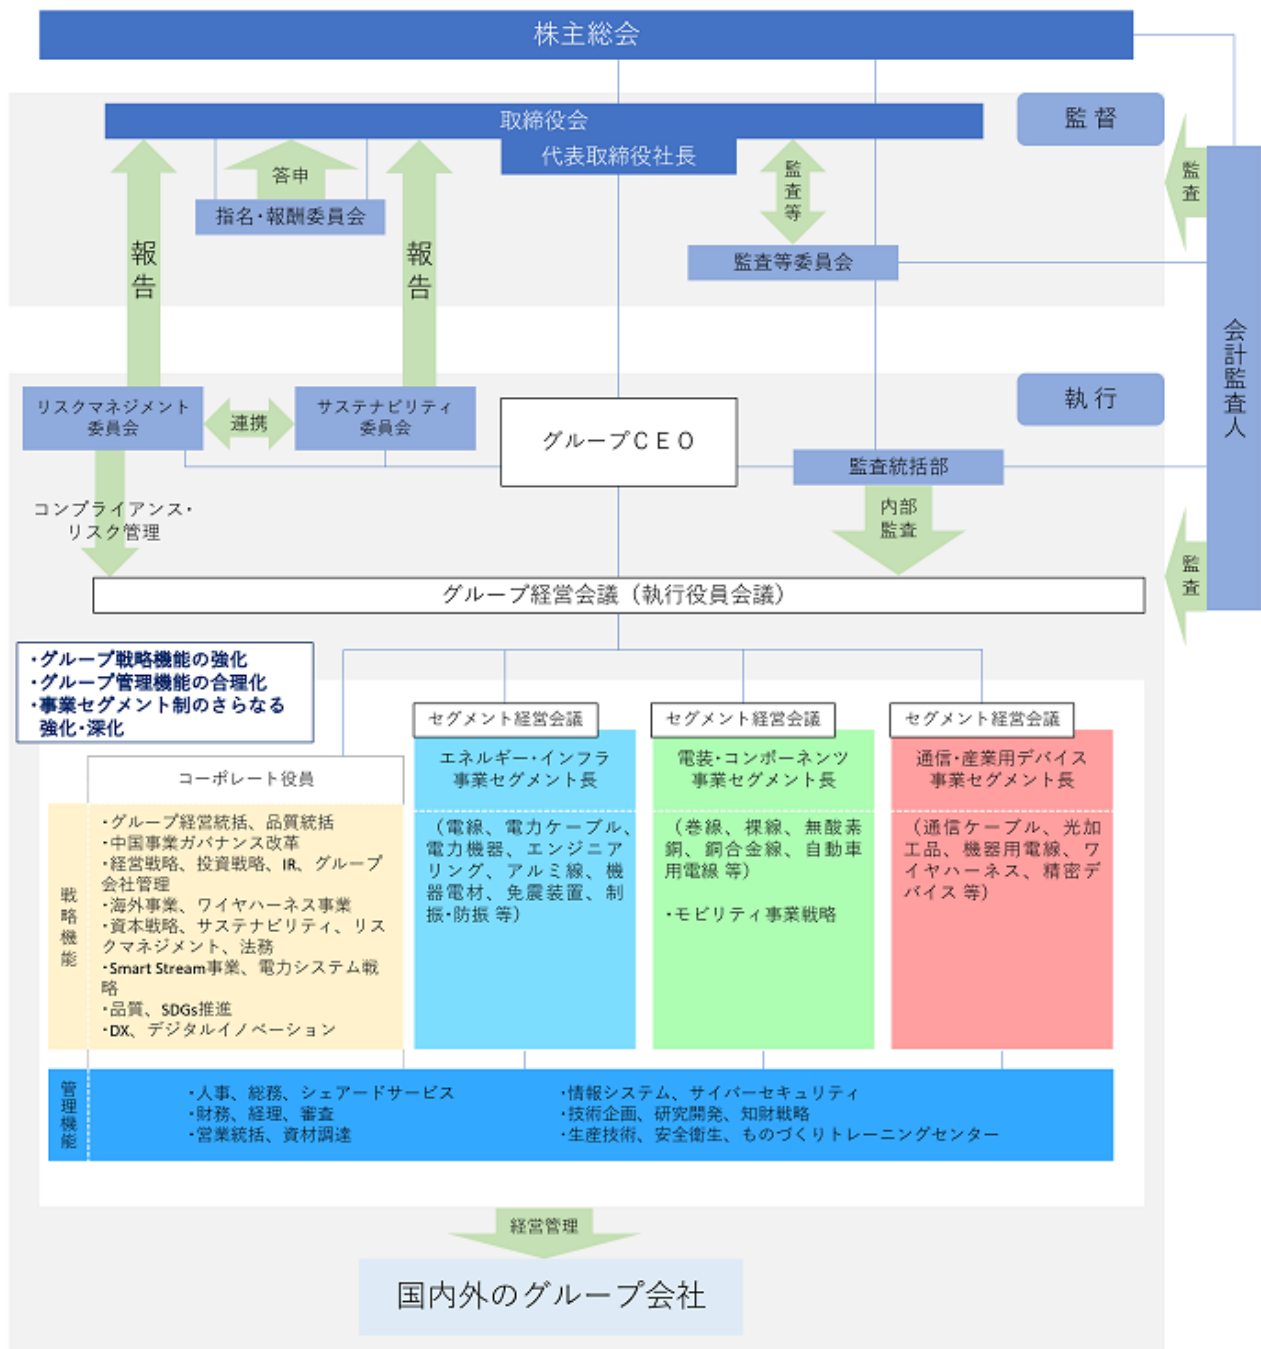 株主総会
取締役会
代表取締役社長
監督
答申
指名・報酬委員会
監
査
等
監査等委員会
監
査
報
告
報
告
会
計
監
査
人
リスクマネジメント
委員会
連携
サステナビリティ
委員会
グループCEO
執行
監査統括部
コンプライアンス・
リスク管理
内部
監査
監
査
グループ経営会議（執行役員会議）
・グループ戦略機能の強化
・グループ管理機能の合理化
・事業セグメント制のさらなる
強化・深化
コーポレート役員
戦
略
機
能
・グループ経営統括、品質統括
・中国事業ガバナンス改革
・経営戦略、投資戦略、IR、グループ
会社管理
・海外事業、ワイヤハーネス事業
・資本戦略、サステナビリティ、リス
クマネジメント、法務
・Smart Stream事業、電力システム戦
略
・品質、SDGs推進
・DX、デジタルイノベーション
セグメント経営会議
エネルギー・インフラ
事業セグメント長
（電線、電力ケーブル、
電力機器、エンジニア
リング、アルミ線、機
器電材、免震装置、制
振・防振 等）
セグメント経営会議
電装・コンポーネンツ
事業セグメント長
（巻線、裸線、無酸素
銅、銅合金線、自動車
用電線 等）
・モビリティ事業戦略
セグメント経営会議
通信・産業用デバイス
事業セグメント長
（通信ケーブル、光加
工品、機器用電線、ワ
イヤハーネス、精密デ
バイス 等）
管
理
機
能
・人事、総務、シェアードサービス
・財務、経理、審査
・営業統括、資材調達
・情報システム、サイバーセキュリティ
・技術企画、研究開発、知財戦略
・生産技術、安全衛生、ものづくりトレーニングセンター
経営管理
国内外のグループ会社